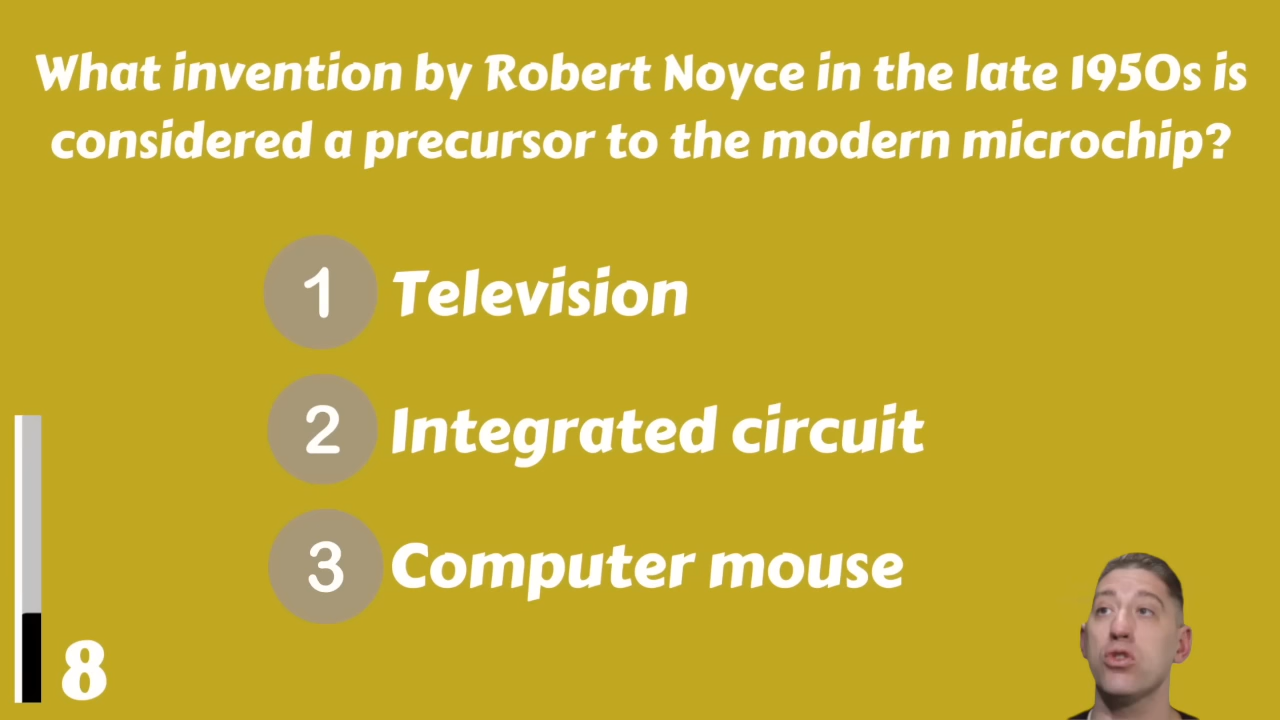 What invention by Robert Noyce in the late 1950s is
considered a precursor to the modern microchip?
1 Television
2 Integrated circuit
3 Computer mouse
8